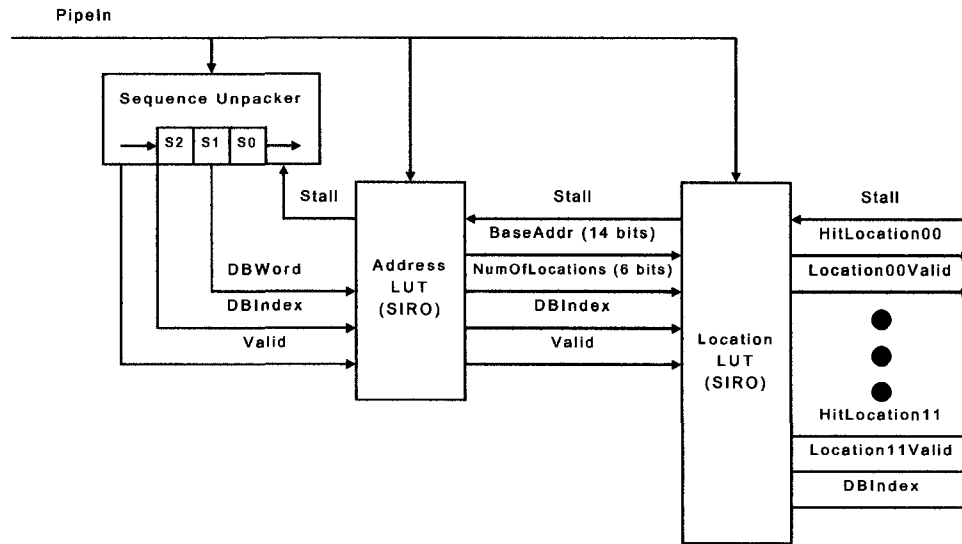 PipeIn
Sequence Unpacker
S2 S1 S0
Stall
DBWord
DBIndex
Valid
Address
LUT
(SIRO)
Stall
BaseAddr (14 bits)
NumOfLocations (6 bits)
DBIndex
Valid
Location
LUT
(SIRO)
Stall
HitLocation00
Location00Valid
HitLocation11
Location11Valid
DBIndex